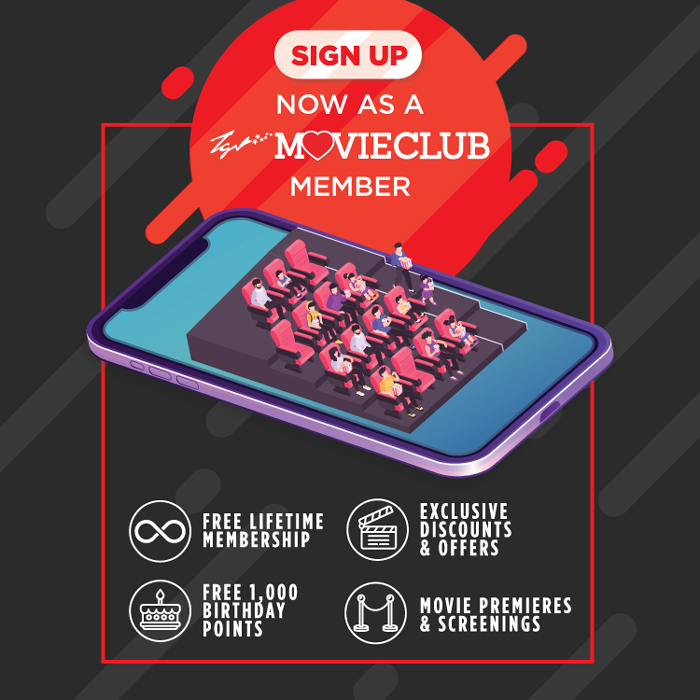 SIGN UP
NOW AS A
TGV MOVIECLUB
MEMBER
FREE LIFETIME
MEMBERSHIP
EXCLUSIVE
DISCOUNTS
& OFFERS
FREE 1,000
BIRTHDAY
POINTS
MOVIE PREMIERES
& SCREENINGS